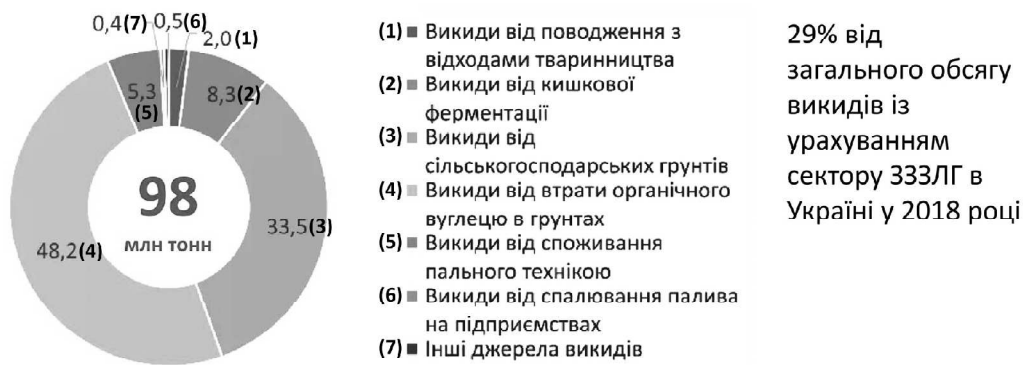 0,4(7)
0,5(6)
2,0(1)
8,3(2)
33,5(3)
48,2(4)
5,3
(5)
98
млн тонн
(1) Викиди від поводження з
відходами тваринництва
(2) Викиди від кишкової
ферментації
(3) Викиди від
сільськогосподарських грунтів
(4) Викиди від втрати органічного
вуглецю в грунтах
(5) Викиди від споживання
пального технікою
(6) Викиди від спалювання палива
на підприємствах
(7) Інші джерела викидів
29% від
загального обсягу
викидів із
урахуванням
сектору ЗЗЗЛГ в
Україні у 2018 році